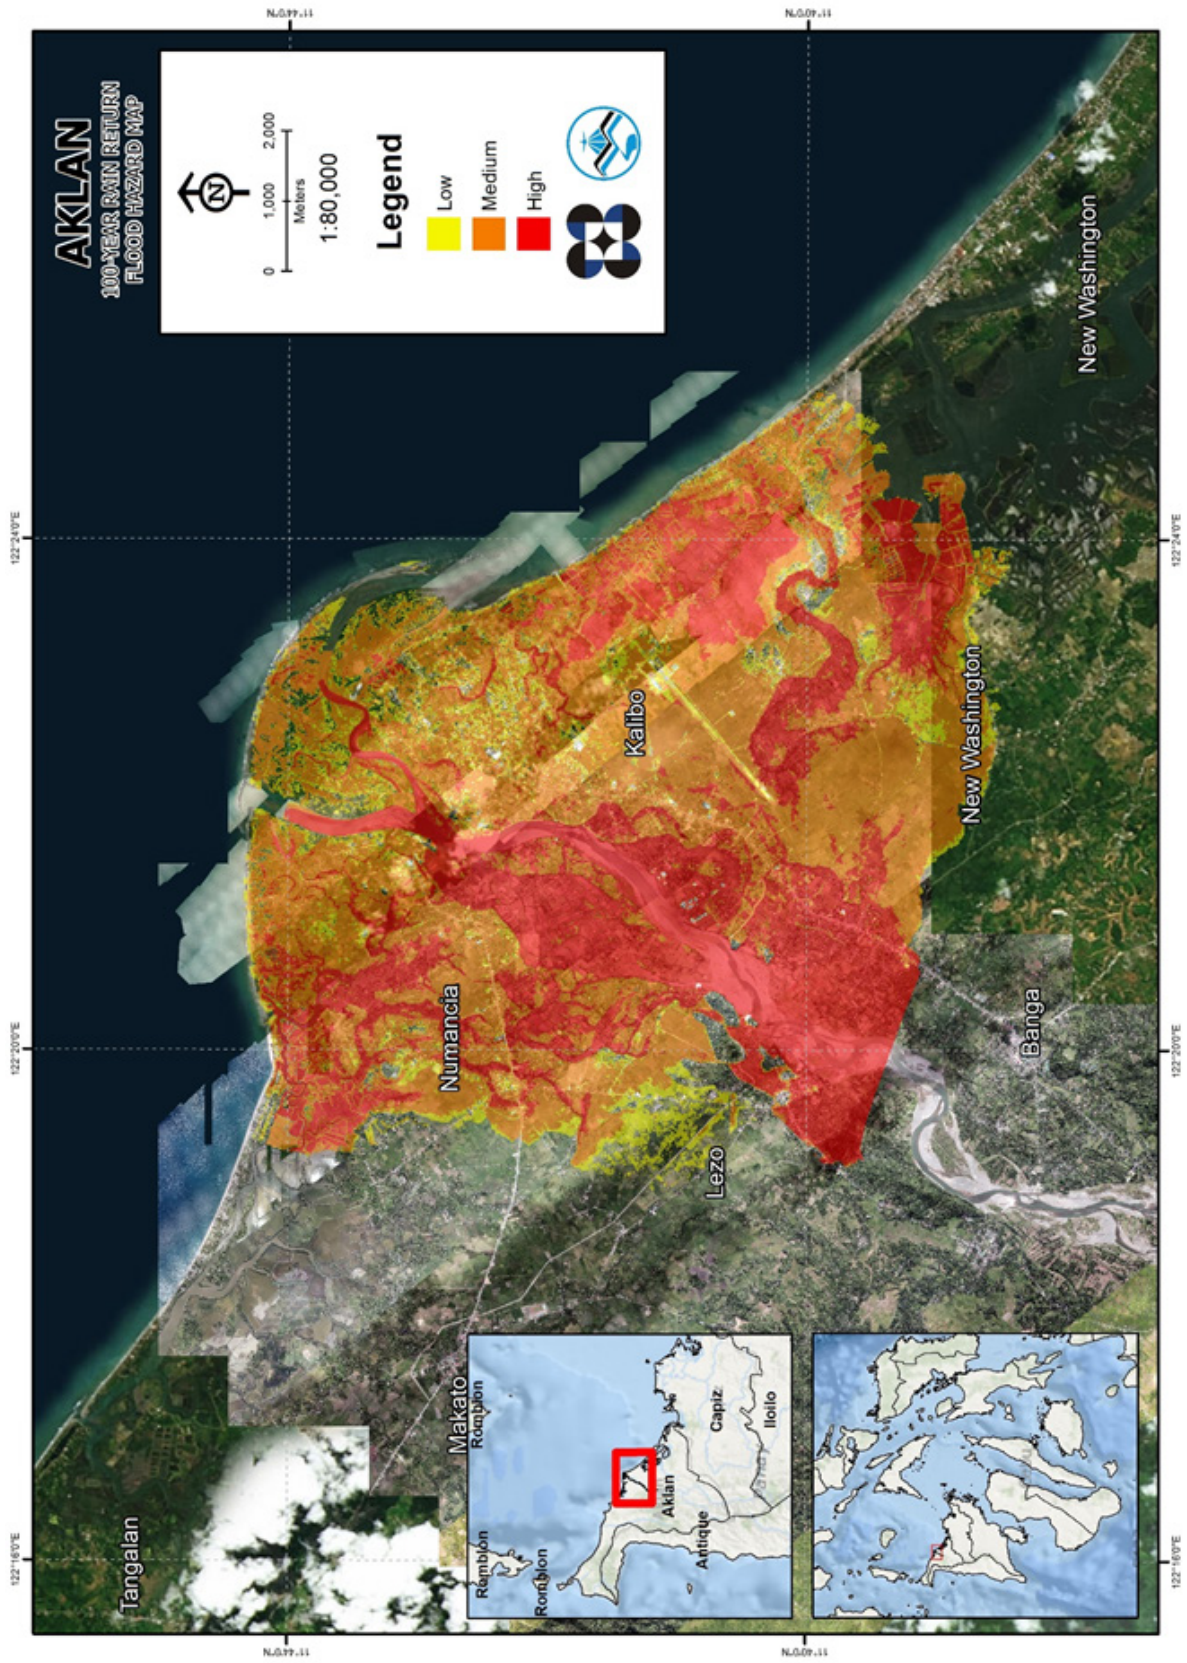 AKLAN
100-YEAR RAIN RETURN
FLOOD HAZARD MAP
N
0 1,000 2,000
Meters
1:80,000
Legend
Low
Medium
High
122°16'0"E
122°20'0"E
122°24'0"E
11°44'0"N
11°44'0"N
11°40'0"N
11°40'0"N
Tangalan
Makato
Numancia
Kalibo
Lezo
New Washington
Banga
New Washington
122°16'0"E
122°20'0"E
122°24'0"E
Romblon
Romblon
Romblon
Aklan
Antique
Capiz
Iloilo